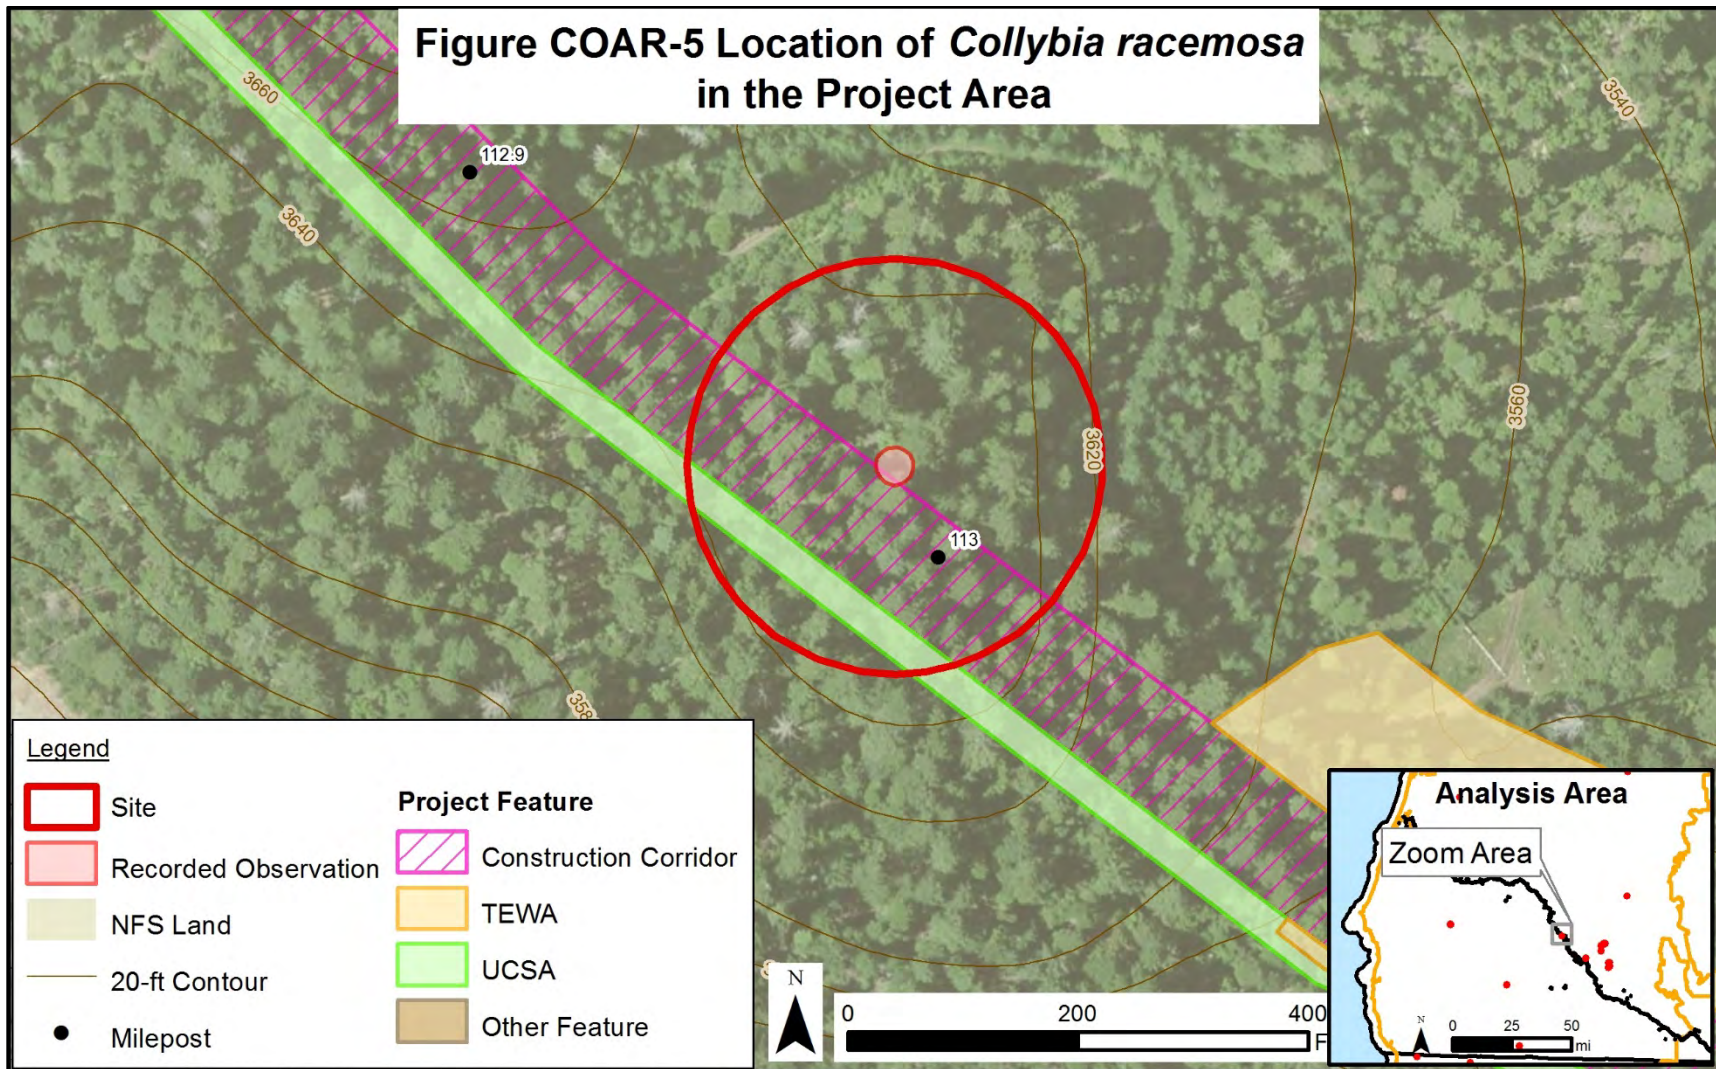 Figure COAR-5 Location of Collybia racemosa
in the Project Area
3660
3540
112.9
3640
3560
3620
113
358
Legend
Site
Recorded Observation
NFS Land
20-ft Contour
Milepost
Project Feature
Construction Corridor
TEWA
UCSA
Other Feature
N
0 200 400
F
Analysis Area
Zoom Area
N
0 25 50
mi